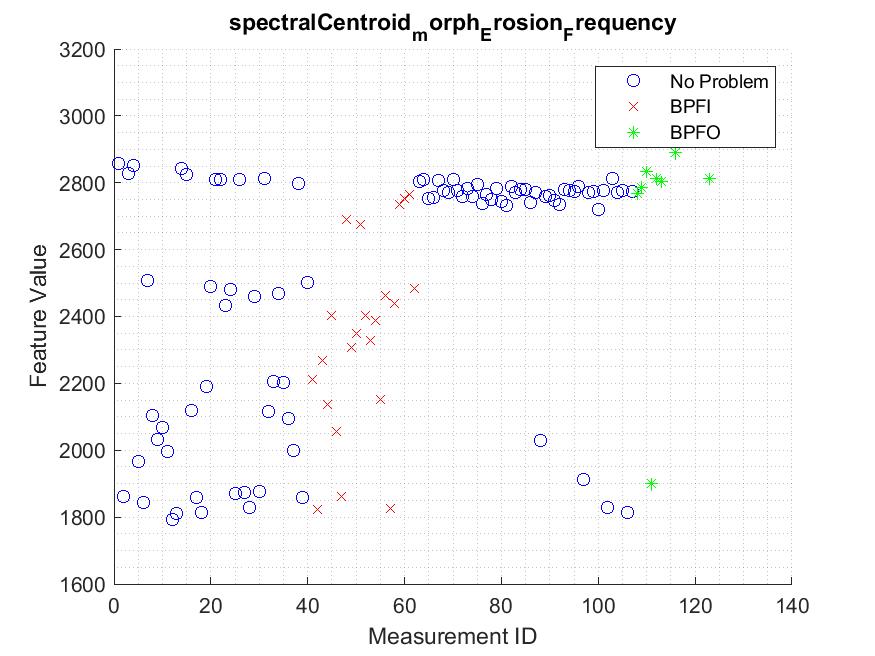 spectralCentroid_morph_Erosion_Frequency
3200
3000
2800
2600
2400
2200
2000
1800
1600
Feature Value
No Problem
BPFI
BPFO
0 20 40 60 80 100 120 140
Measurement ID